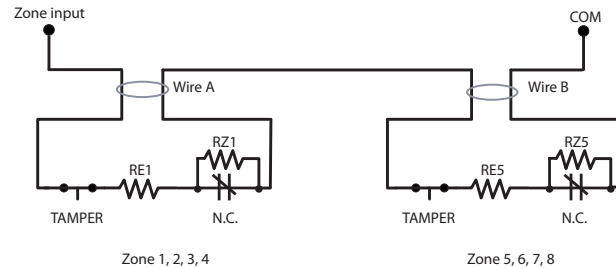 Zone input
COM
Wire A
Wire B
RZ1
RE1
TAMPER
N.C.
RZ5
RE5
TAMPER
N.C.
Zone 1, 2, 3, 4
Zone 5, 6, 7, 8